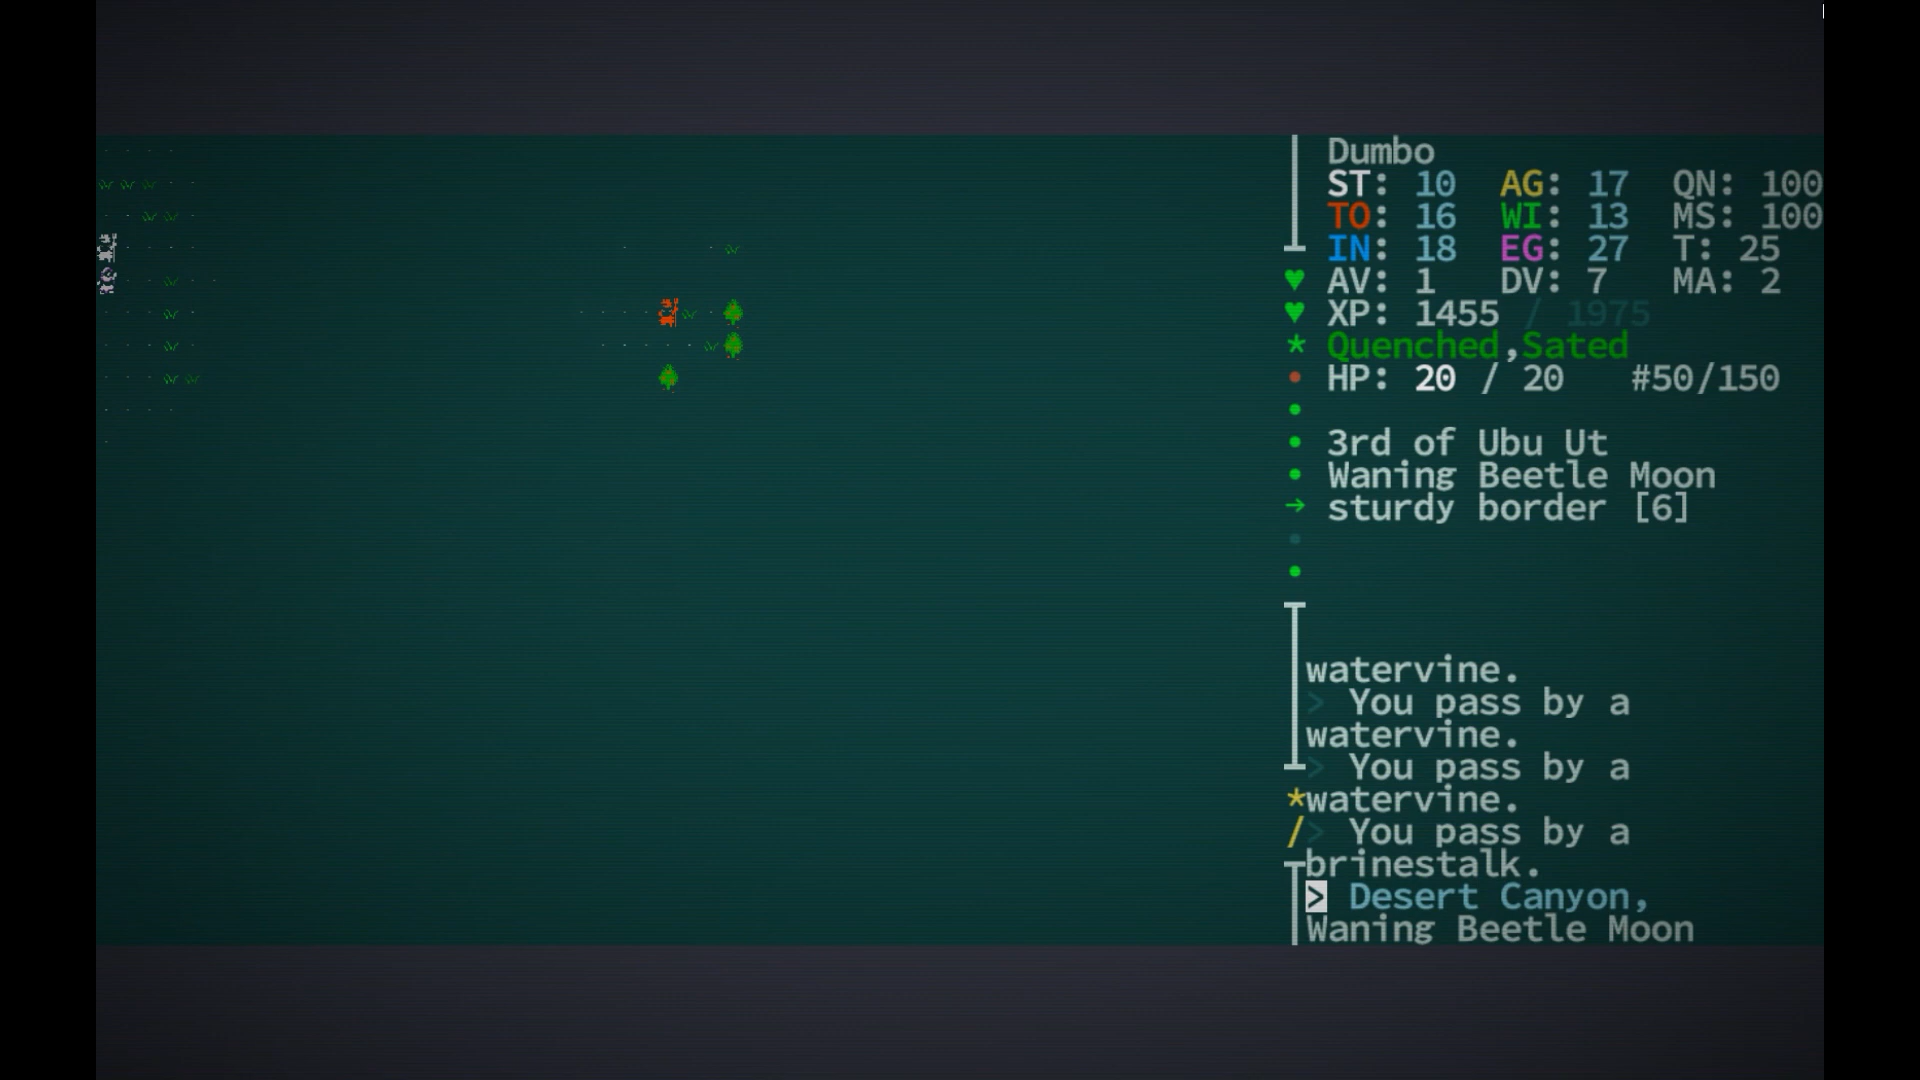 Dumbo
ST: 10 AG: 17 QN: 100
TO: 16 WI: 13 MS: 100
IN: 18 EG: 27 T: 25
♥ AV: 1 DV: 7 MA: 2
♥ XP: 1455 / 1975
* Quenched,Sated
• HP: 20 / 20 #50/150
3rd of Ubu Ut
Waning Beetle Moon
→ sturdy border [6]
watervine.
> You pass by a
watervine.
> You pass by a
*watervine.
/> You pass by a
brinestalk.
> Desert Canyon,
Waning Beetle Moon